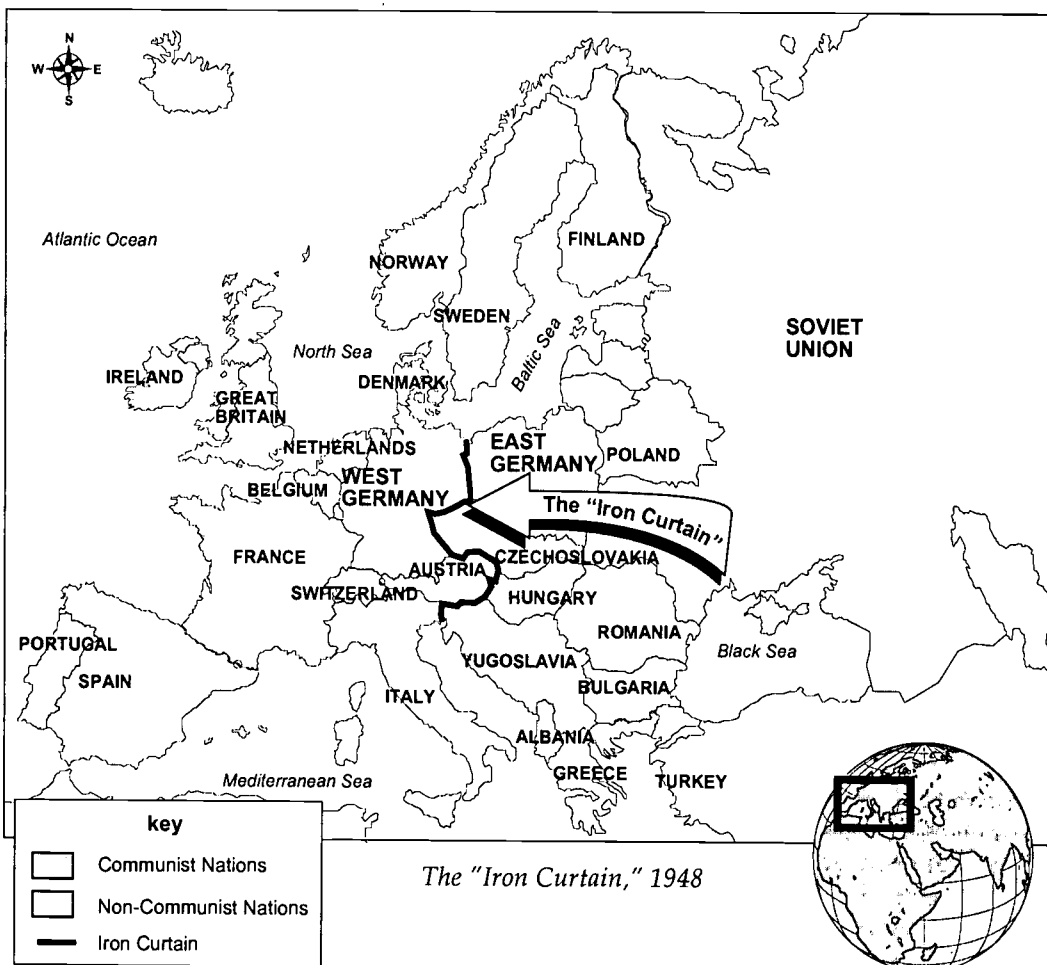 N
W E
S
Atlantic Ocean
NORWAY
FINLAND
SWEDEN
SOVIET
UNION
North Sea
Baltic Sea
IRELAND
DENMARK
GREAT
BRITAIN
NETHERLANDS
EAST
GERMANY
POLAND
BELGIUM
WEST
GERMANY
The "Iron Curtain"
FRANCE
CZECHOSLOVAKIA
AUSTRIA
SWITZERLAND
HUNGARY
ROMANIA
PORTUGAL
SPAIN
ITALY
YUGOSLAVIA
Black Sea
BULGARIA
ALBANIA
GREECE
TURKEY
Mediterranean Sea
key
Communist Nations
Non-Communist Nations
Iron Curtain
The "Iron Curtain," 1948